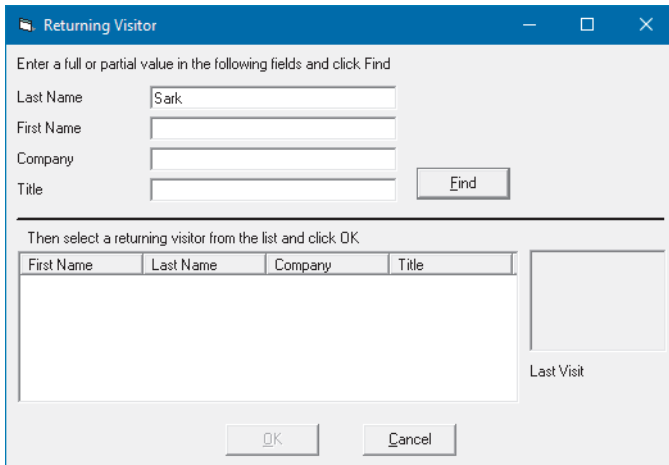 Returning Visitor
Enter a full or partial value in the following fields and click Find
Last Name Sark
First Name
Company
Title Find
Then select a returning visitor from the list and click OK
First Name Last Name Company Title
Last Visit
OK Cancel